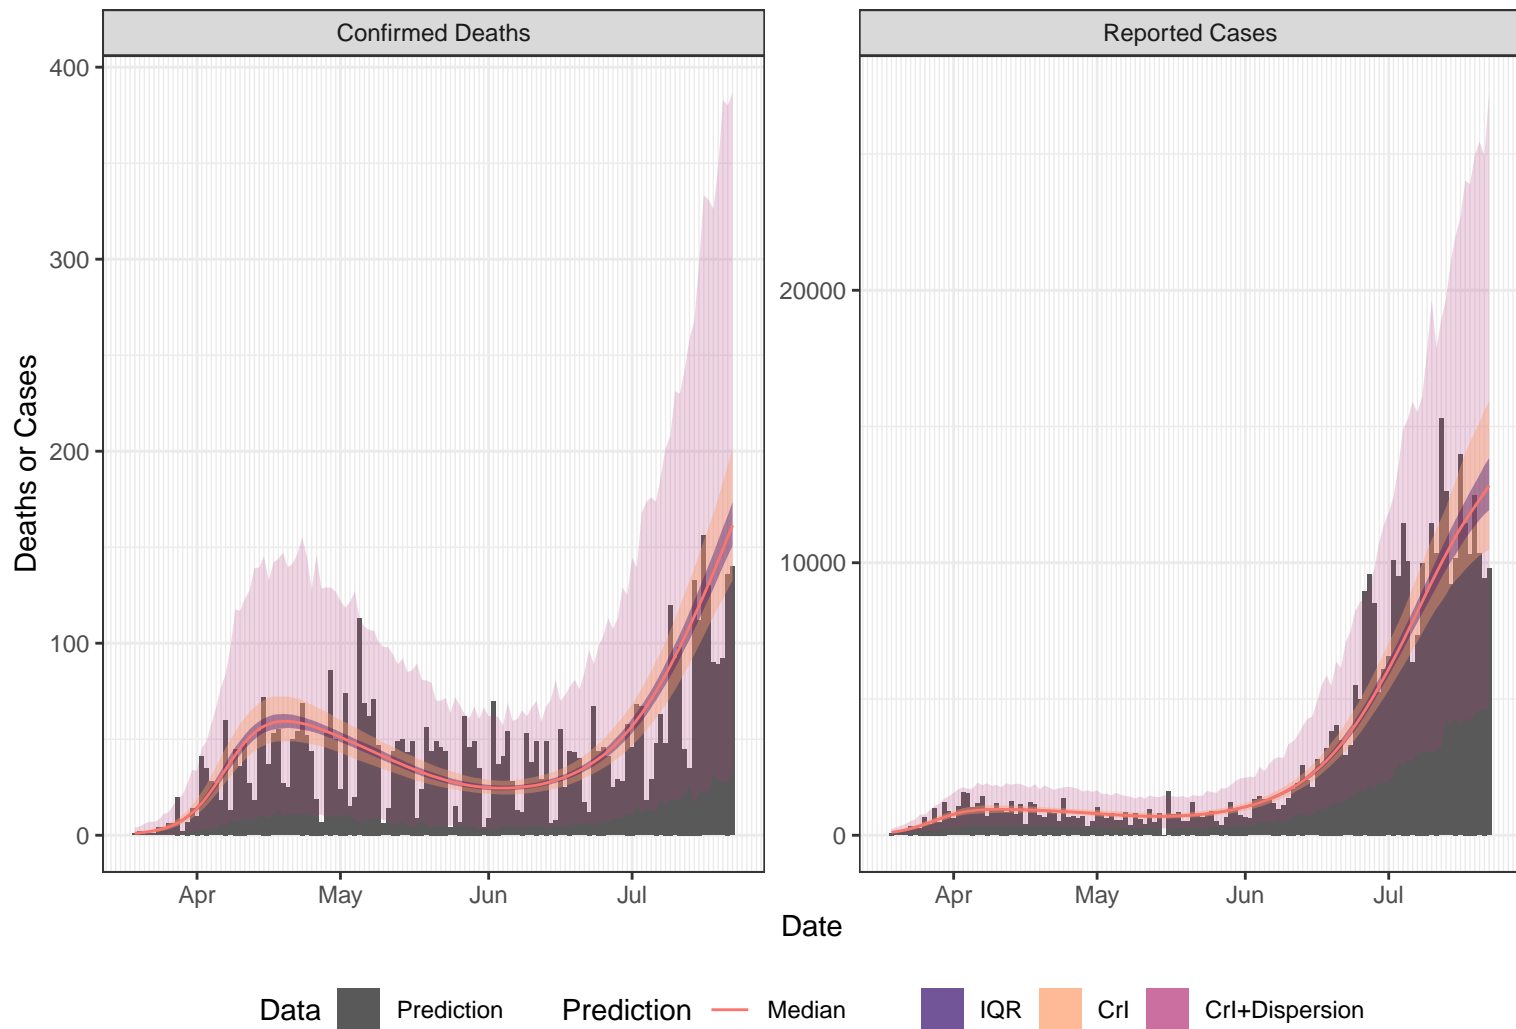 Confirmed Deaths
Reported Cases
Deaths or Cases
400
300
200
100
0
20000
10000
0
Apr May Jun Jul
Apr May Jun Jul
Date
Data Prediction Prediction Median IQR CrI CrI+Dispersion